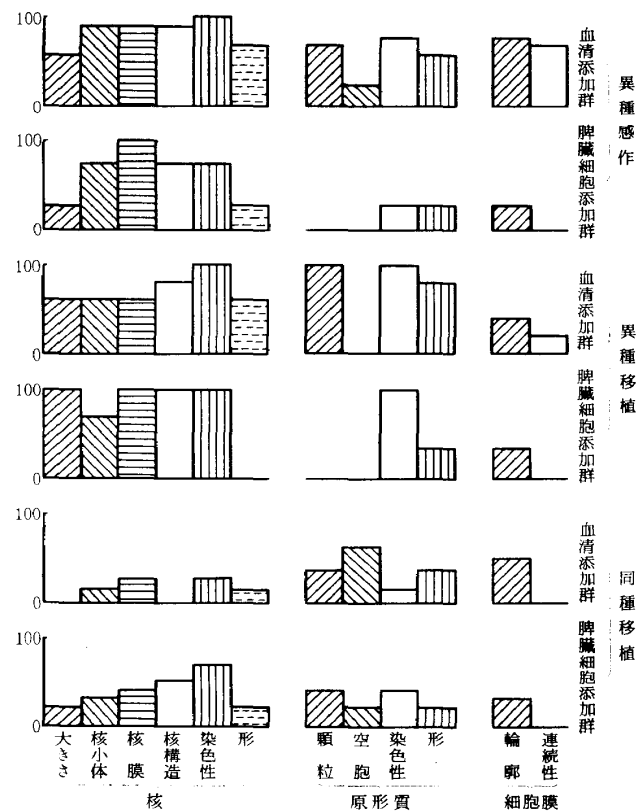 100
0
血清添加群
100
0
脾臓細胞添加群
異種感作
100
0
血清添加群
100
0
脾臓細胞添加群
異種移植
100
0
血清添加群
100
0
脾臓細胞添加群
同種移植
大きさ
核小体
核膜
核構造
染色性
形
顆粒
空胞
染色性
形
輪廓
連続性
核
原形質
細胞膜